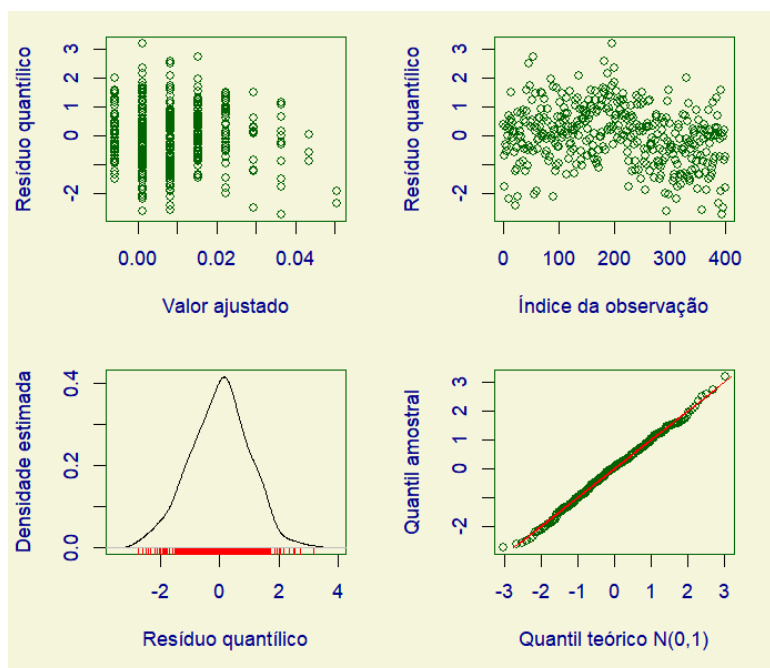 Resíduo quantílico
3
2
1
0
-2
0.00 0.02 0.04
Valor ajustado
Resíduo quantílico
3
2
1
0
-2
0 100 200 300 400
Índice da observação
Densidade estimada
0.4
0.2
0.0
-2 0 2 4
Resíduo quantílico
Quantil amostral
3
2
1
0
-2
-3 -2 -1 0 1 2 3
Quantil teórico N(0,1)